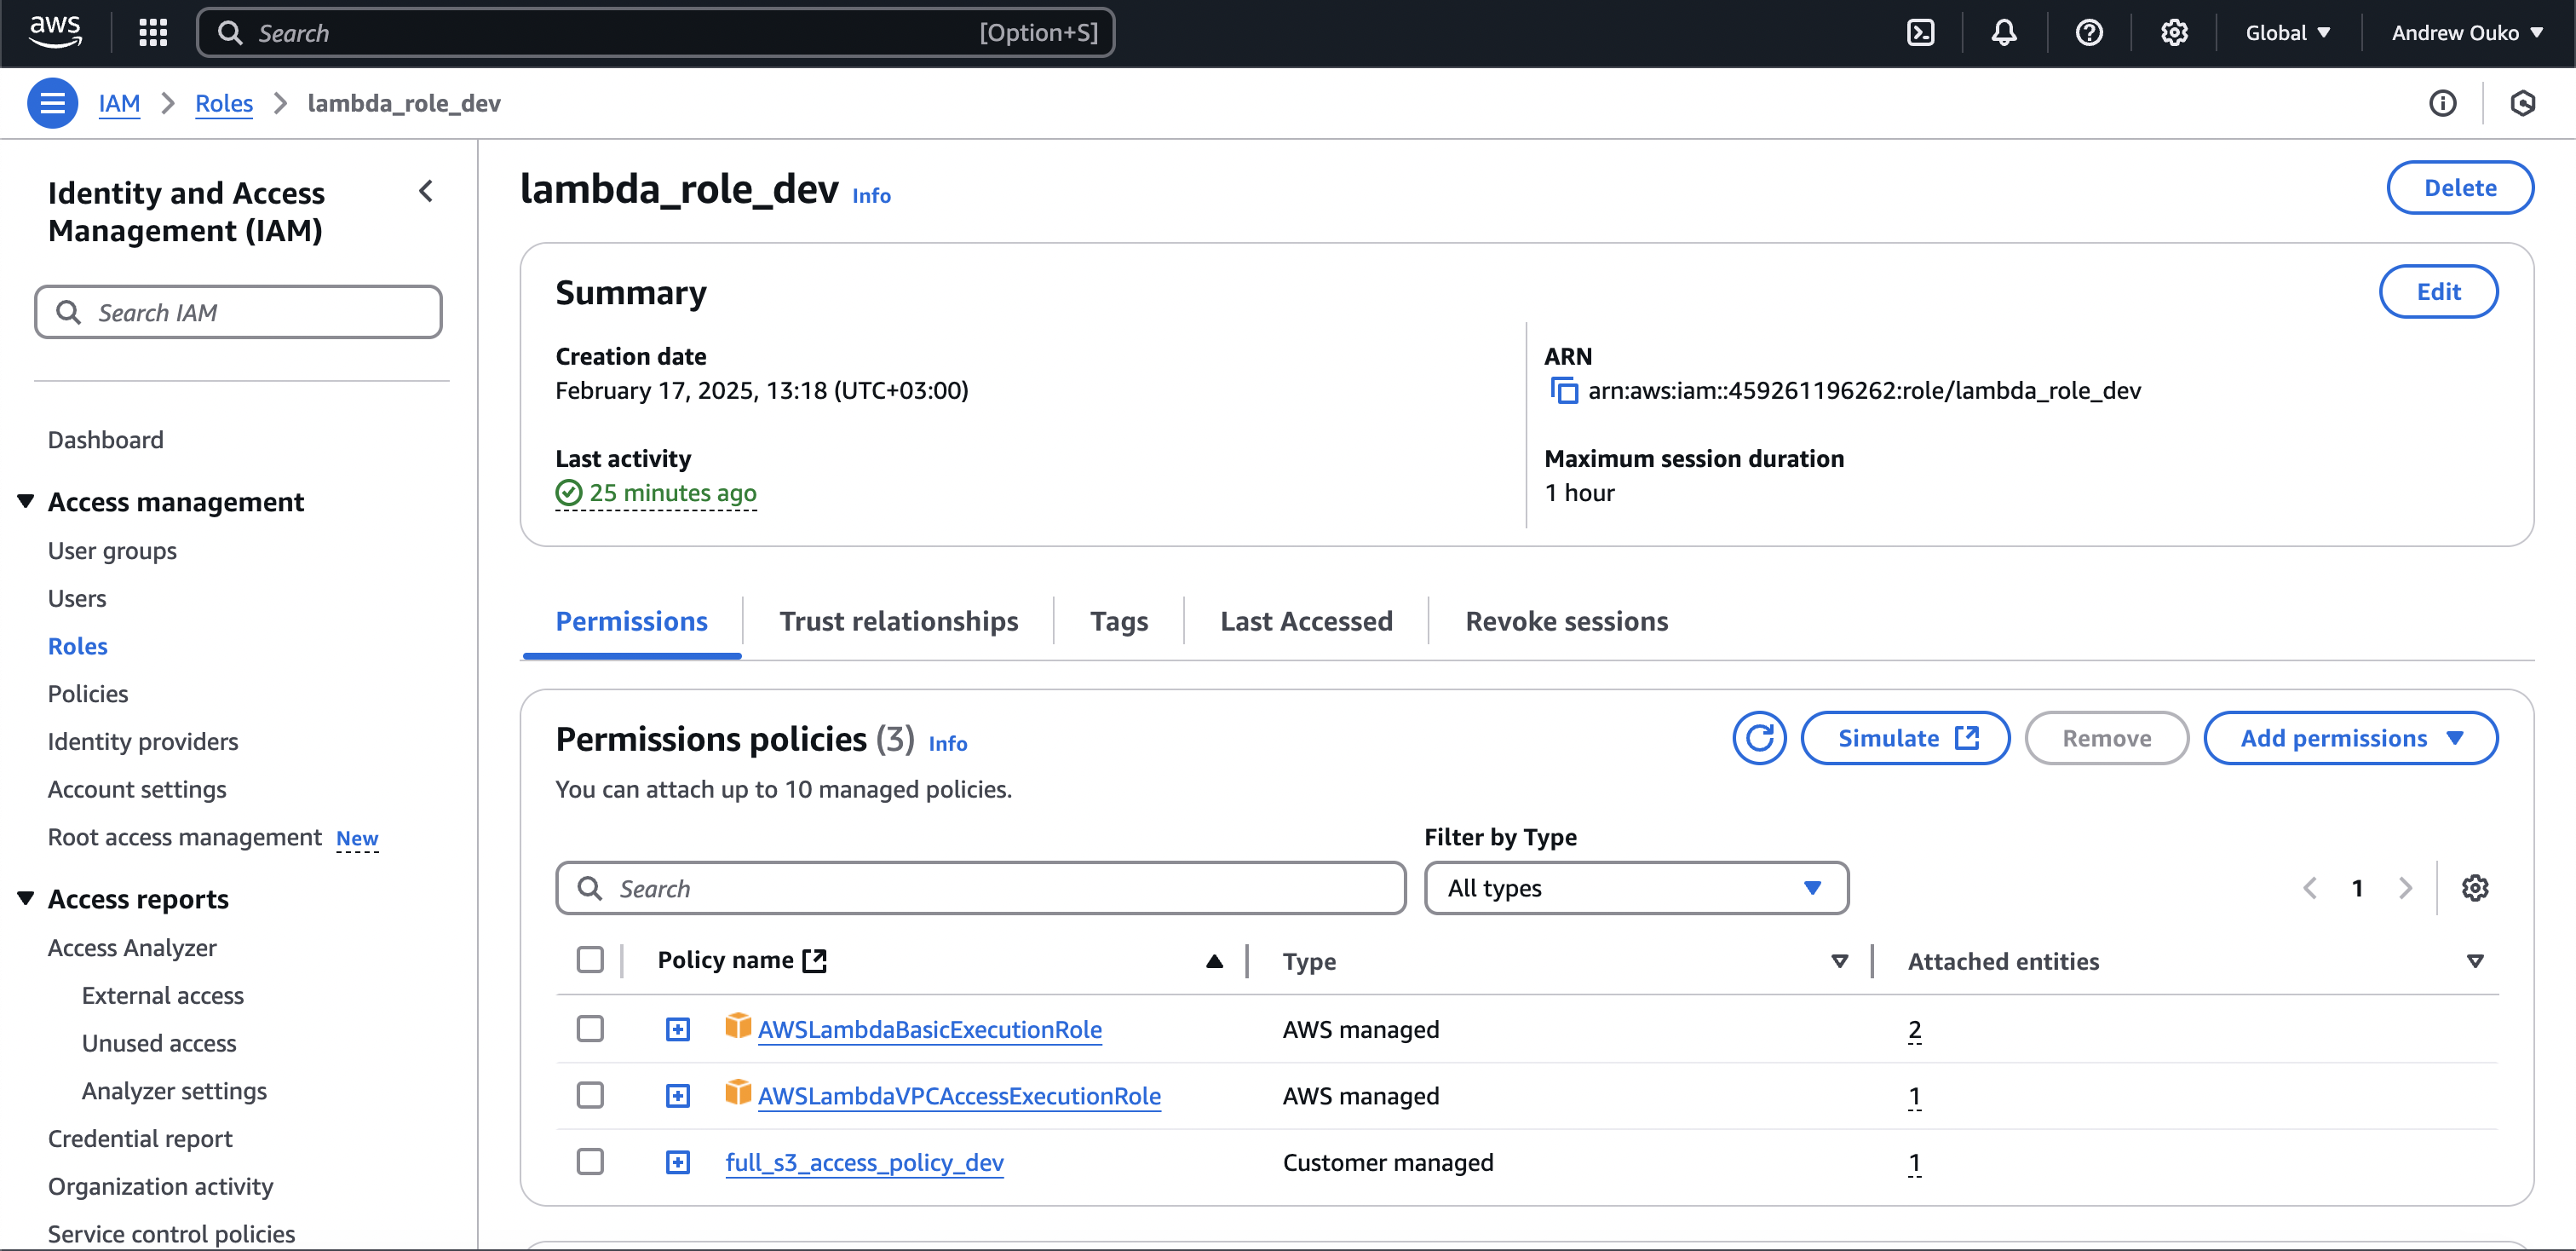 aws
Search
[Option+S]
Global
Andrew Ouko
IAM
Roles
lambda_role_dev
Identity and Access
Management (IAM)
Search IAM
Dashboard
Access management
User groups
Users
Roles
Policies
Identity providers
Account settings
Root access management New
Access reports
Access Analyzer
External access
Unused access
Analyzer settings
Credential report
Organization activity
Service control policies
lambda_role_dev Info
Delete
Summary
Edit
Creation date
February 17, 2025, 13:18 (UTC+03:00)
ARN
arn:aws:iam::459261196262:role/lambda_role_dev
Last activity
25 minutes ago
Maximum session duration
1 hour
Permissions
Trust relationships
Tags
Last Accessed
Revoke sessions
Permissions policies (3) Info
Simulate
Remove
Add permissions
You can attach up to 10 managed policies.
Filter by Type
Search
All types
1
Policy name
Type
Attached entities
AWSLambdaBasicExecutionRole
AWS managed
2
AWSLambdaVPCAccessExecutionRole
AWS managed
1
full_s3_access_policy_dev
Customer managed
1